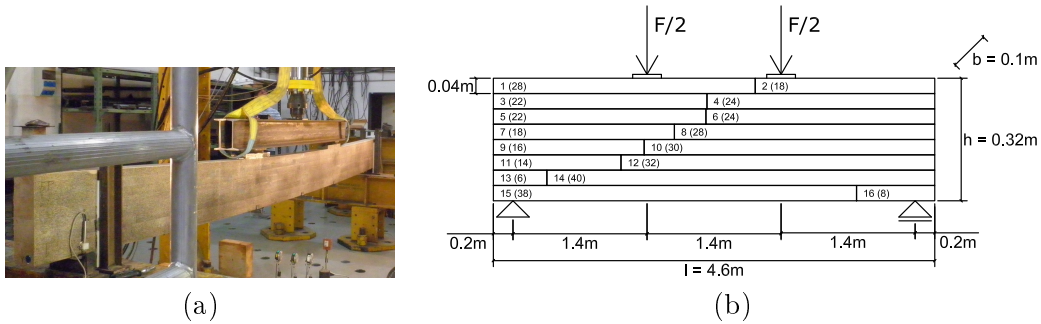 F/2 F/2
b = 0.1m
0.04m
1 (28) 2 (18)
3 (22) 4 (24)
5 (22) 6 (24)
7 (18) 8 (28)
h = 0.32m
9 (16) 10 (30)
11 (14) 12 (32)
13 (6) 14 (40)
15 (38) 16 (8)
0.2m 1.4m 1.4m 1.4m 0.2m
l = 4.6m
(a) (b)